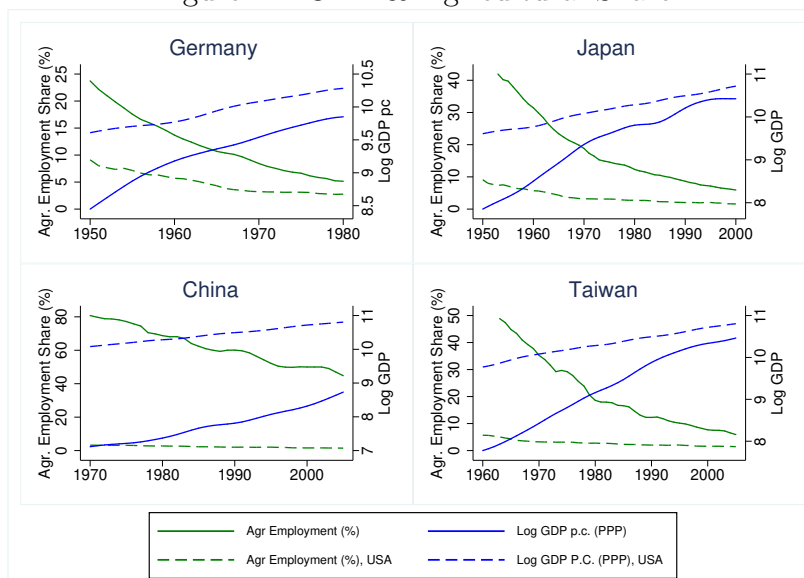 Germany
Agr. Employment Share (%)
0 5 10 15 20 25
8.5 9 9.5 10 10.5
Log GDP pc
1950 1960 1970 1980
Japan
Agr. Employment Share (%)
0 10 20 30 40
8 9 10 11
Log GDP
1950 1960 1970 1980 1990 2000
China
Agr. Employment Share (%)
0 20 40 60 80
7 8 9 10 11
Log GDP
1970 1980 1990 2000
Taiwan
Agr. Employment Share (%)
0 10 20 30 40 50
8 9 10 11
Log GDP
1960 1970 1980 1990 2000
Agr Employment (%)
Log GDP p.c. (PPP)
Agr Employment (%), USA
Log GDP P.C. (PPP), USA